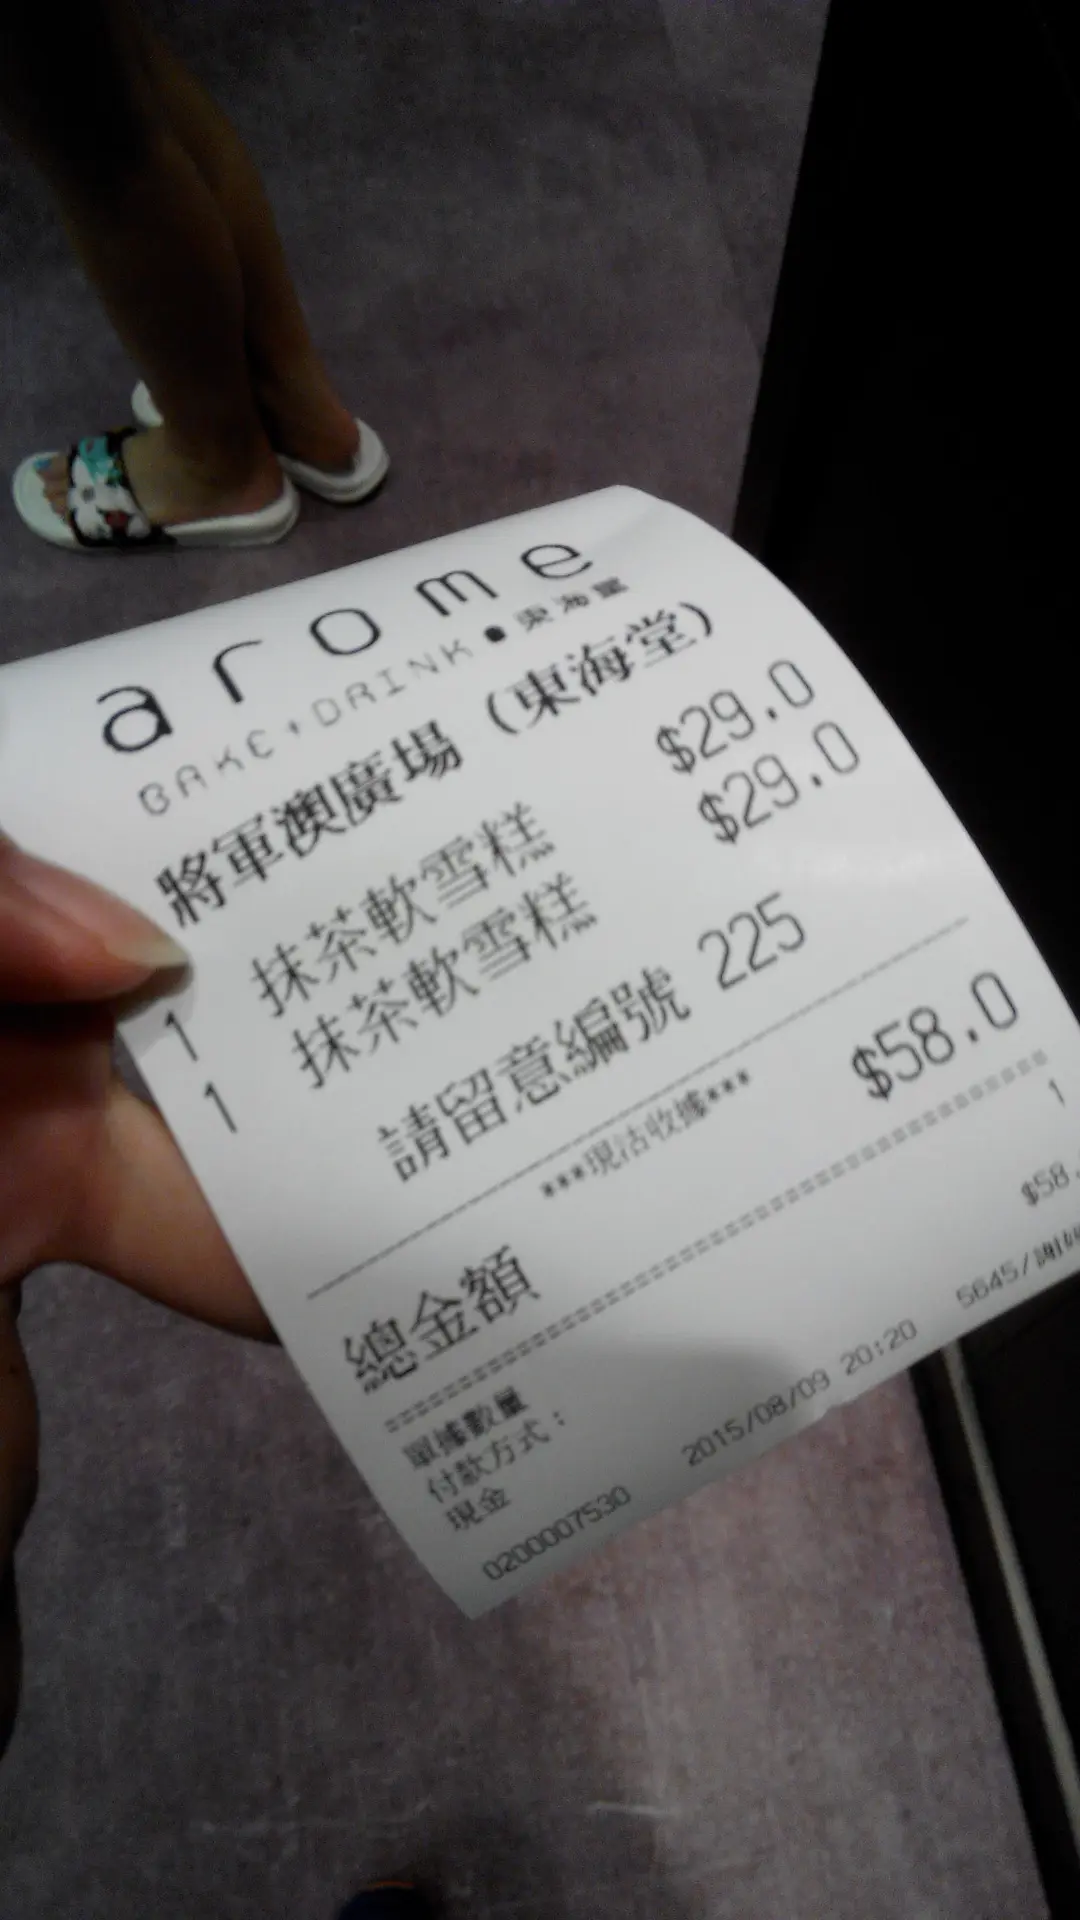 arome
BAKE+DRINK●東海堂
將軍澳廣場 (東海堂)
1 抹茶軟雪糕 $29.0
1 抹茶軟雪糕 $29.0
請留意編號 225
***現沽收據***
總金額 $58.0
單據數量 1
付款方式：
現金 $58.
0200007530 2015/08/09 20:20 5645/謝